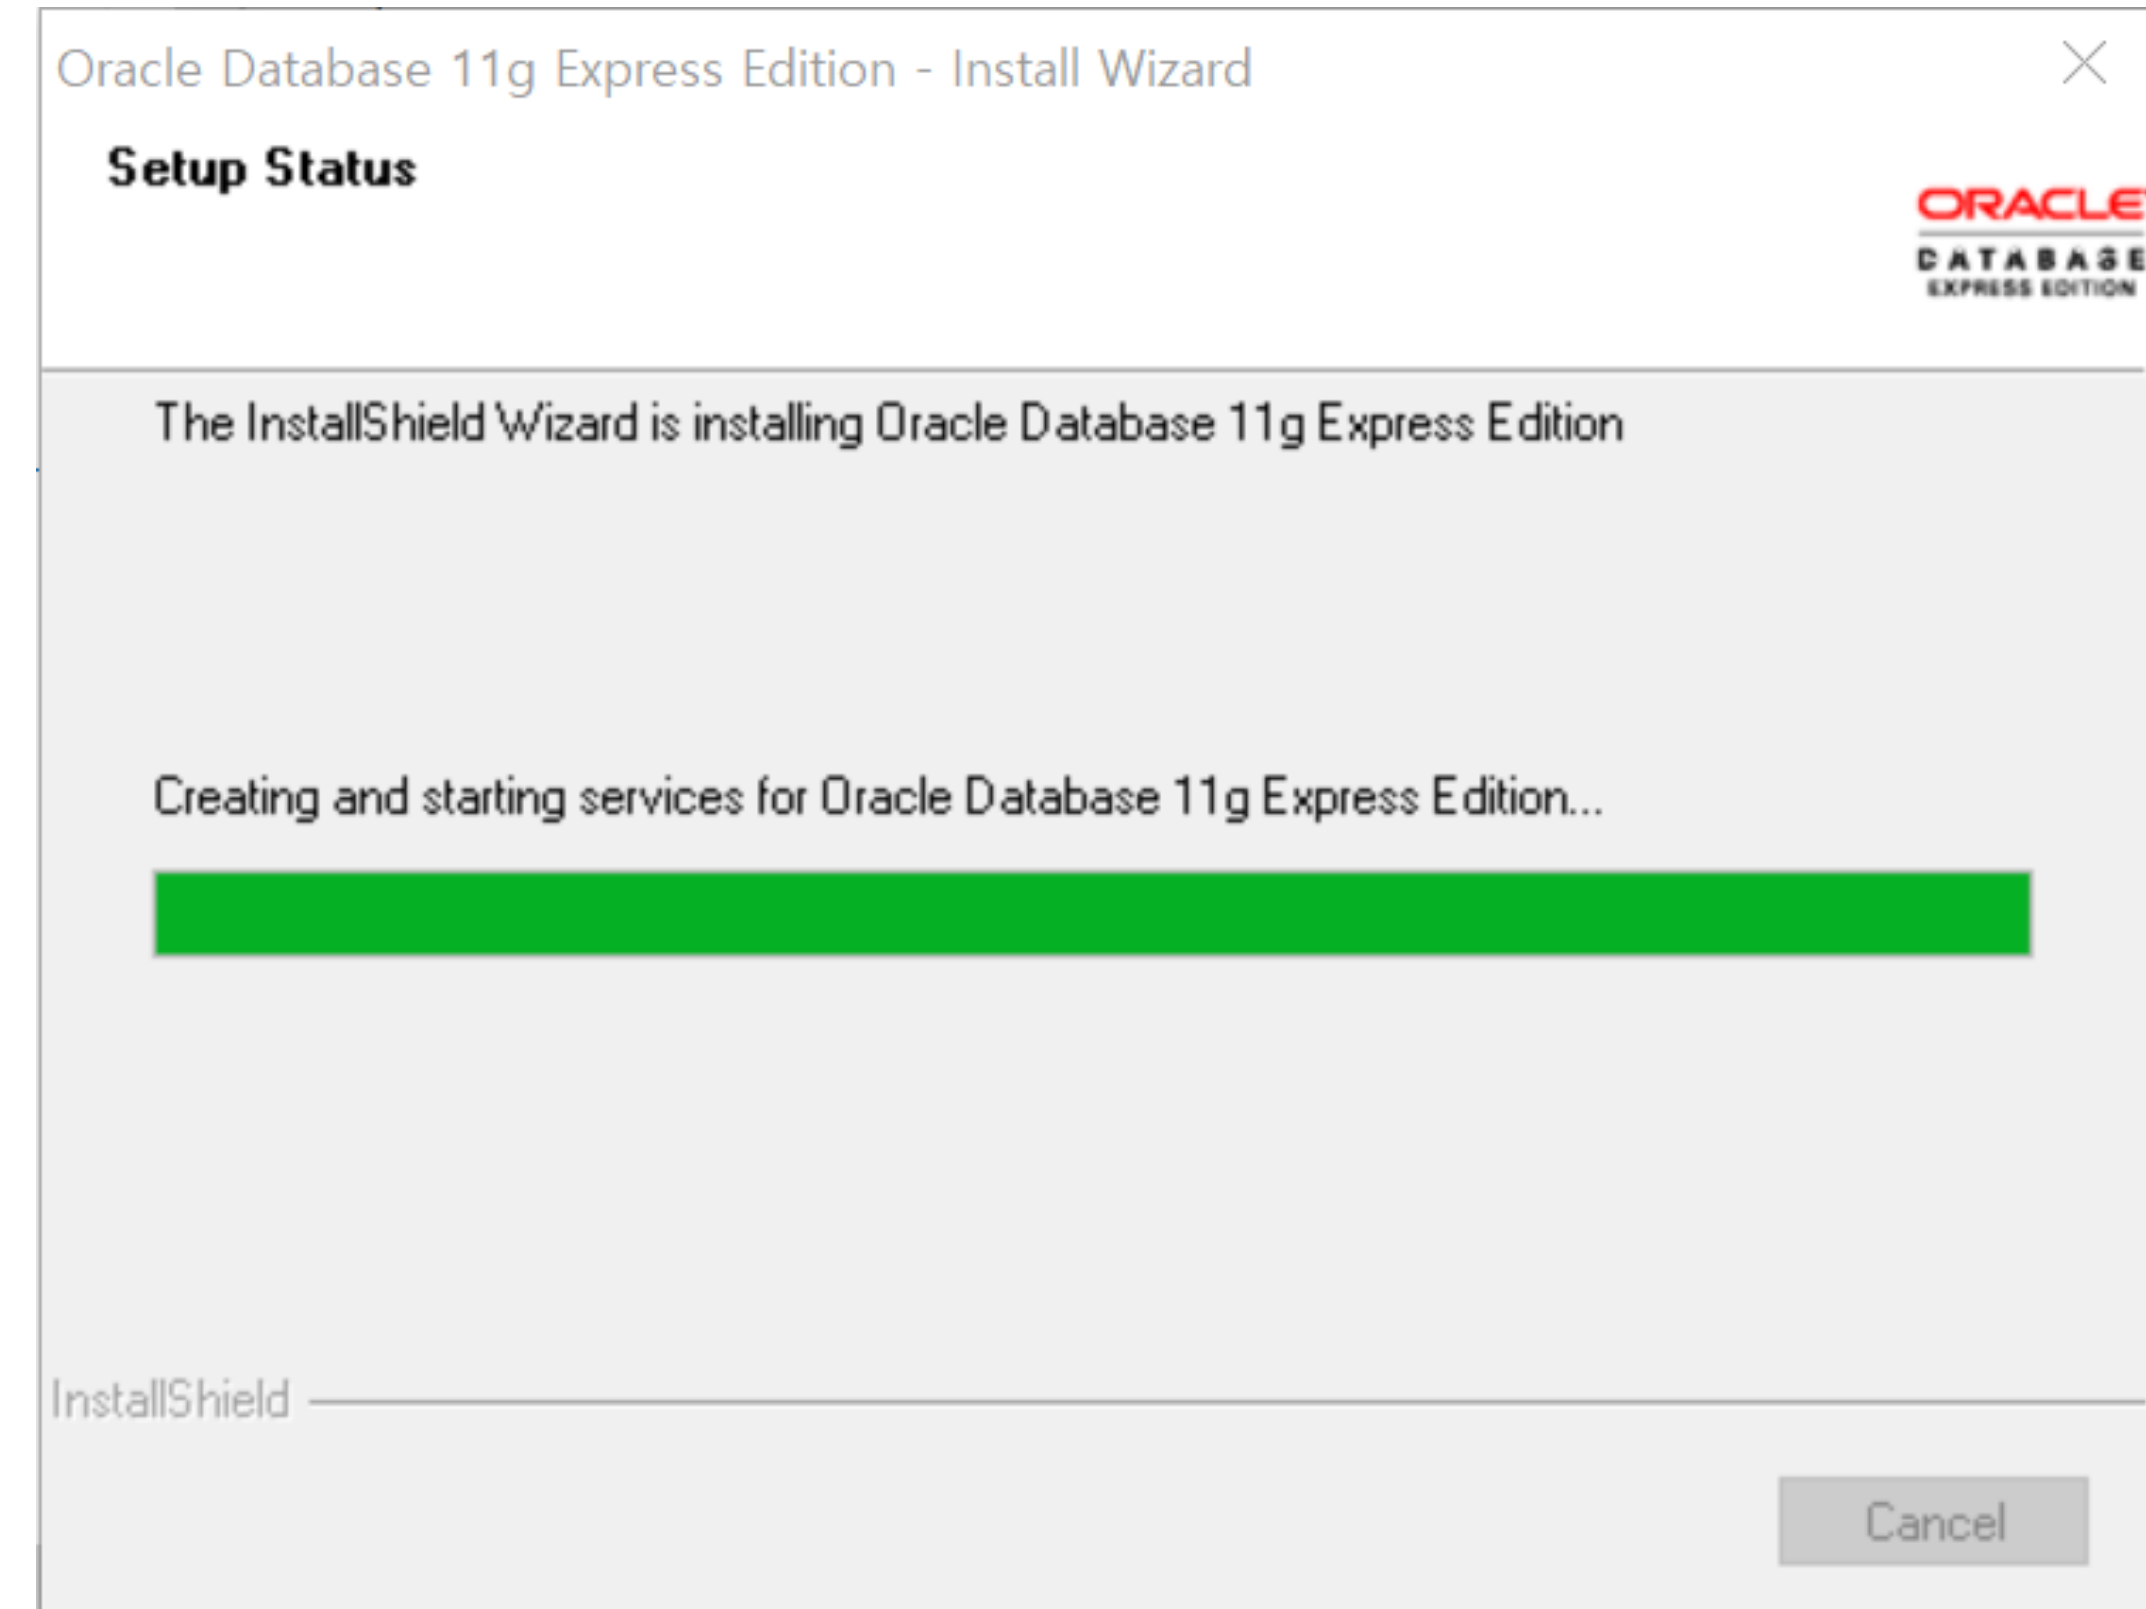 Oracle Database 11g Express Edition - Install Wizard
Setup Status
ORACLE
DATABASE
EXPRESS EDITION
The InstallShield Wizard is installing Oracle Database 11g Express Edition
Creating and starting services for Oracle Database 11g Express Edition...
InstallShield
Cancel